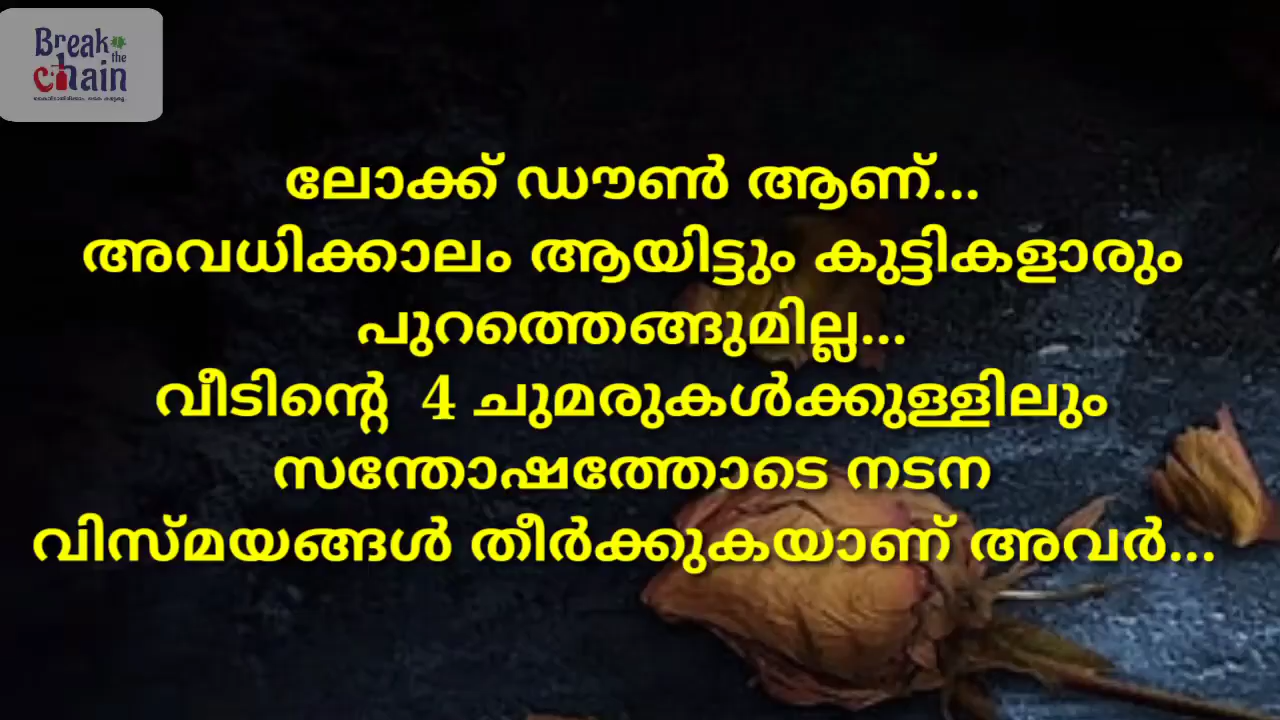 Break
the
chain
ലോക്ക് ഡൗൺ ആണ്...
അവധിക്കാലം ആയിട്ടും കുട്ടികളാരും
പുറത്തെങ്ങുമില്ല...
വീടിന്റെ 4 ചുമരുകൾക്കുള്ളിലും
സന്തോഷത്തോടെ നടന
വിസ്മയങ്ങൾ തീർക്കുകയാണ് അവർ...